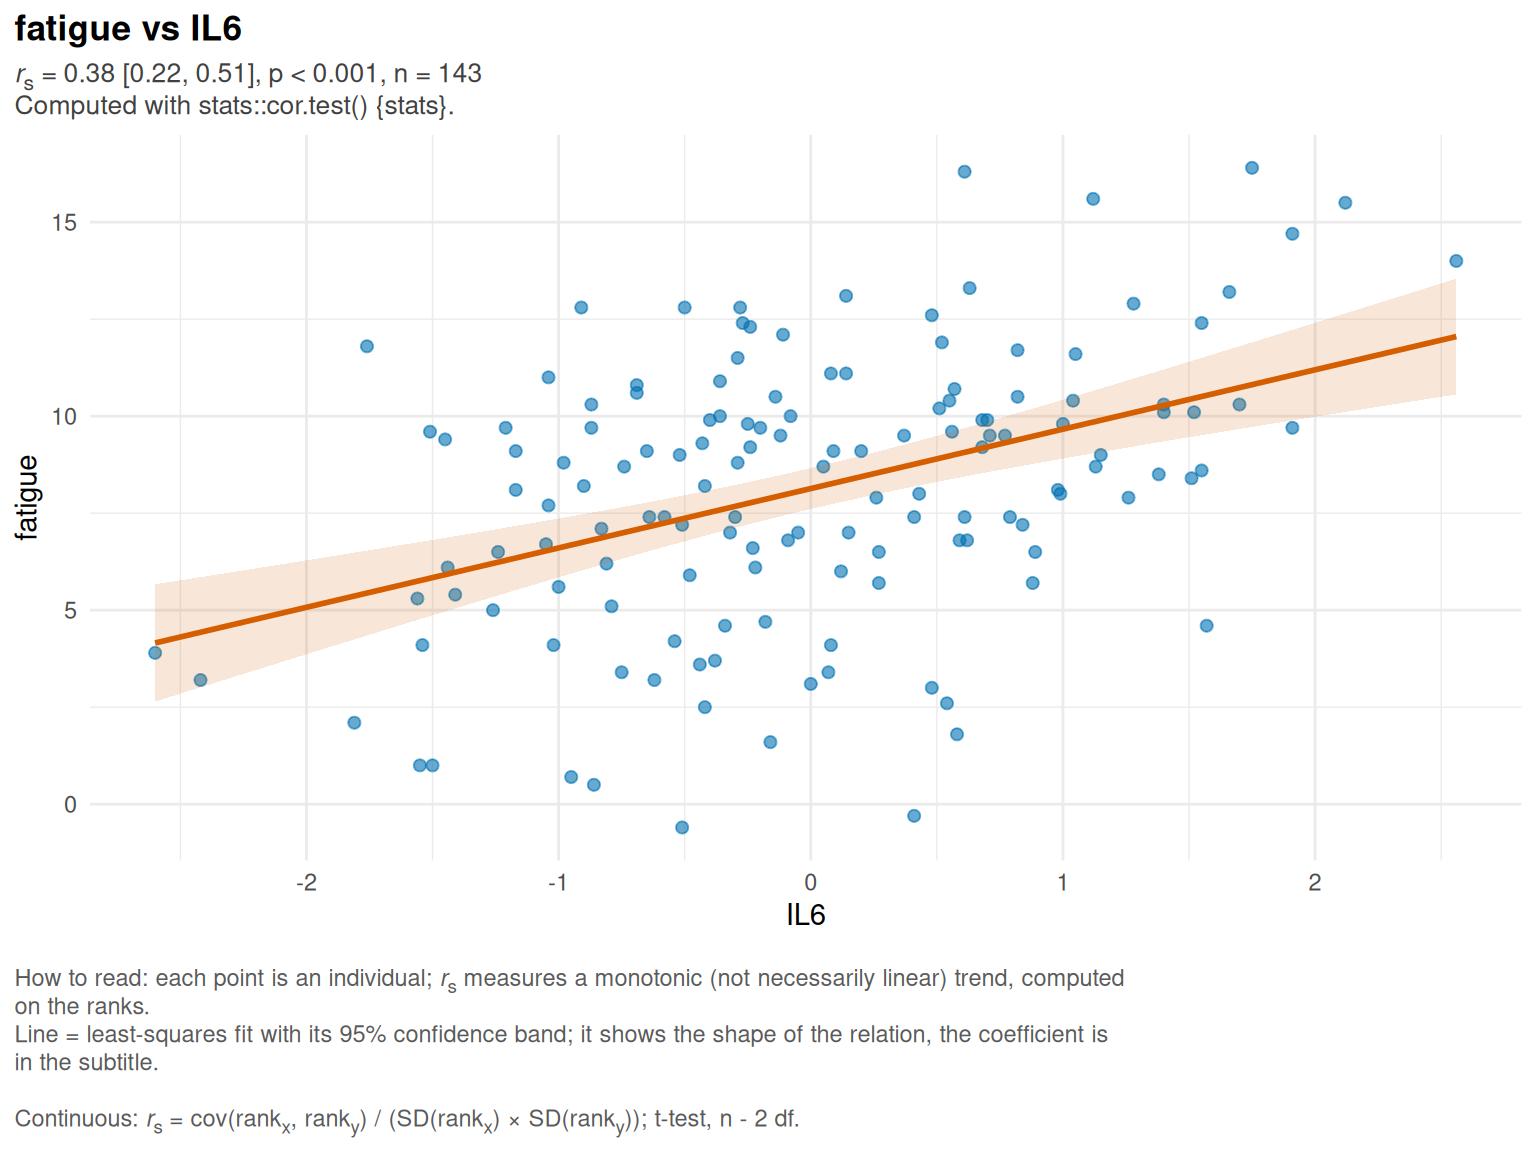 fatigue vs IL6
rs = 0.38 [0.22, 0.51], p < 0.001, n = 143
Computed with stats::cor.test() {stats}.
15
10
5
0
fatigue
-2 -1 0 1 2
IL6
How to read: each point is an individual; rs measures a monotonic (not necessarily linear) trend, computed
on the ranks.
Line = least-squares fit with its 95% confidence band; it shows the shape of the relation, the coefficient is
in the subtitle.
Continuous: rs = cov(rankx, ranky) / (SD(rankx) × SD(ranky)); t-test, n - 2 df.